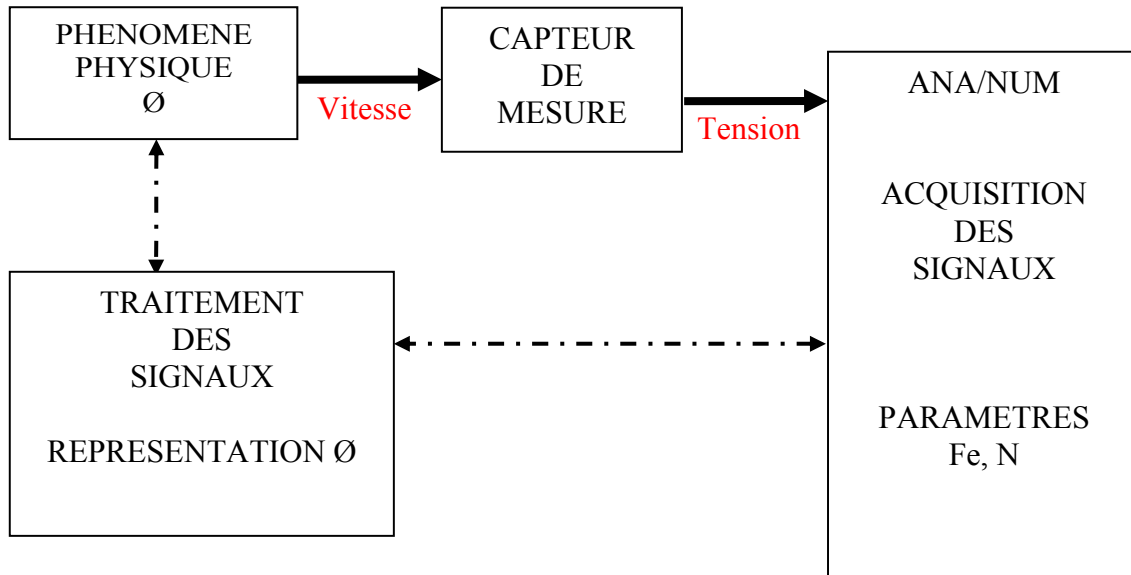 PHENOMENE
PHYSIQUE
Ø
Vitesse
CAPTEUR
DE
MESURE
Tension
ANA/NUM
ACQUISITION
DES
SIGNAUX
PARAMETRES
Fe, N
TRAITEMENT
DES
SIGNAUX
REPRESENTATION Ø